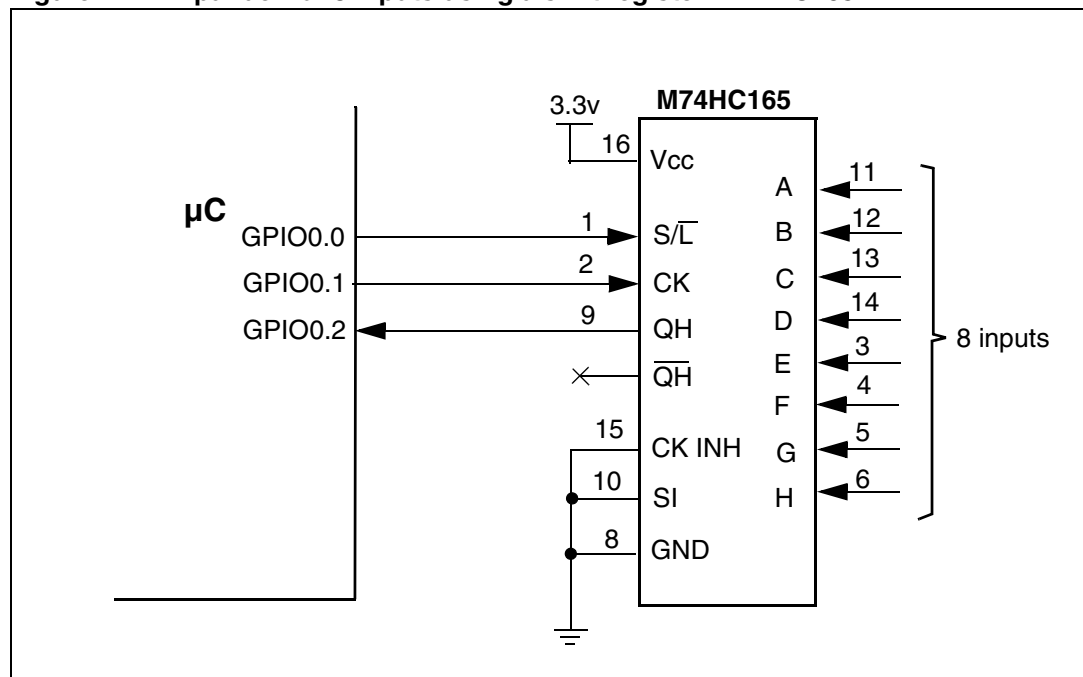 M74HC165
3.3v
16
Vcc
µC
GPIO0.0
1
S/L̅
GPIO0.1
2
CK
GPIO0.2
9
QH
Q̅H̅
15
CK INH
10
SI
8
GND
A
11
B
12
C
13
D
14
E
3
F
4
G
5
H
6
8 inputs